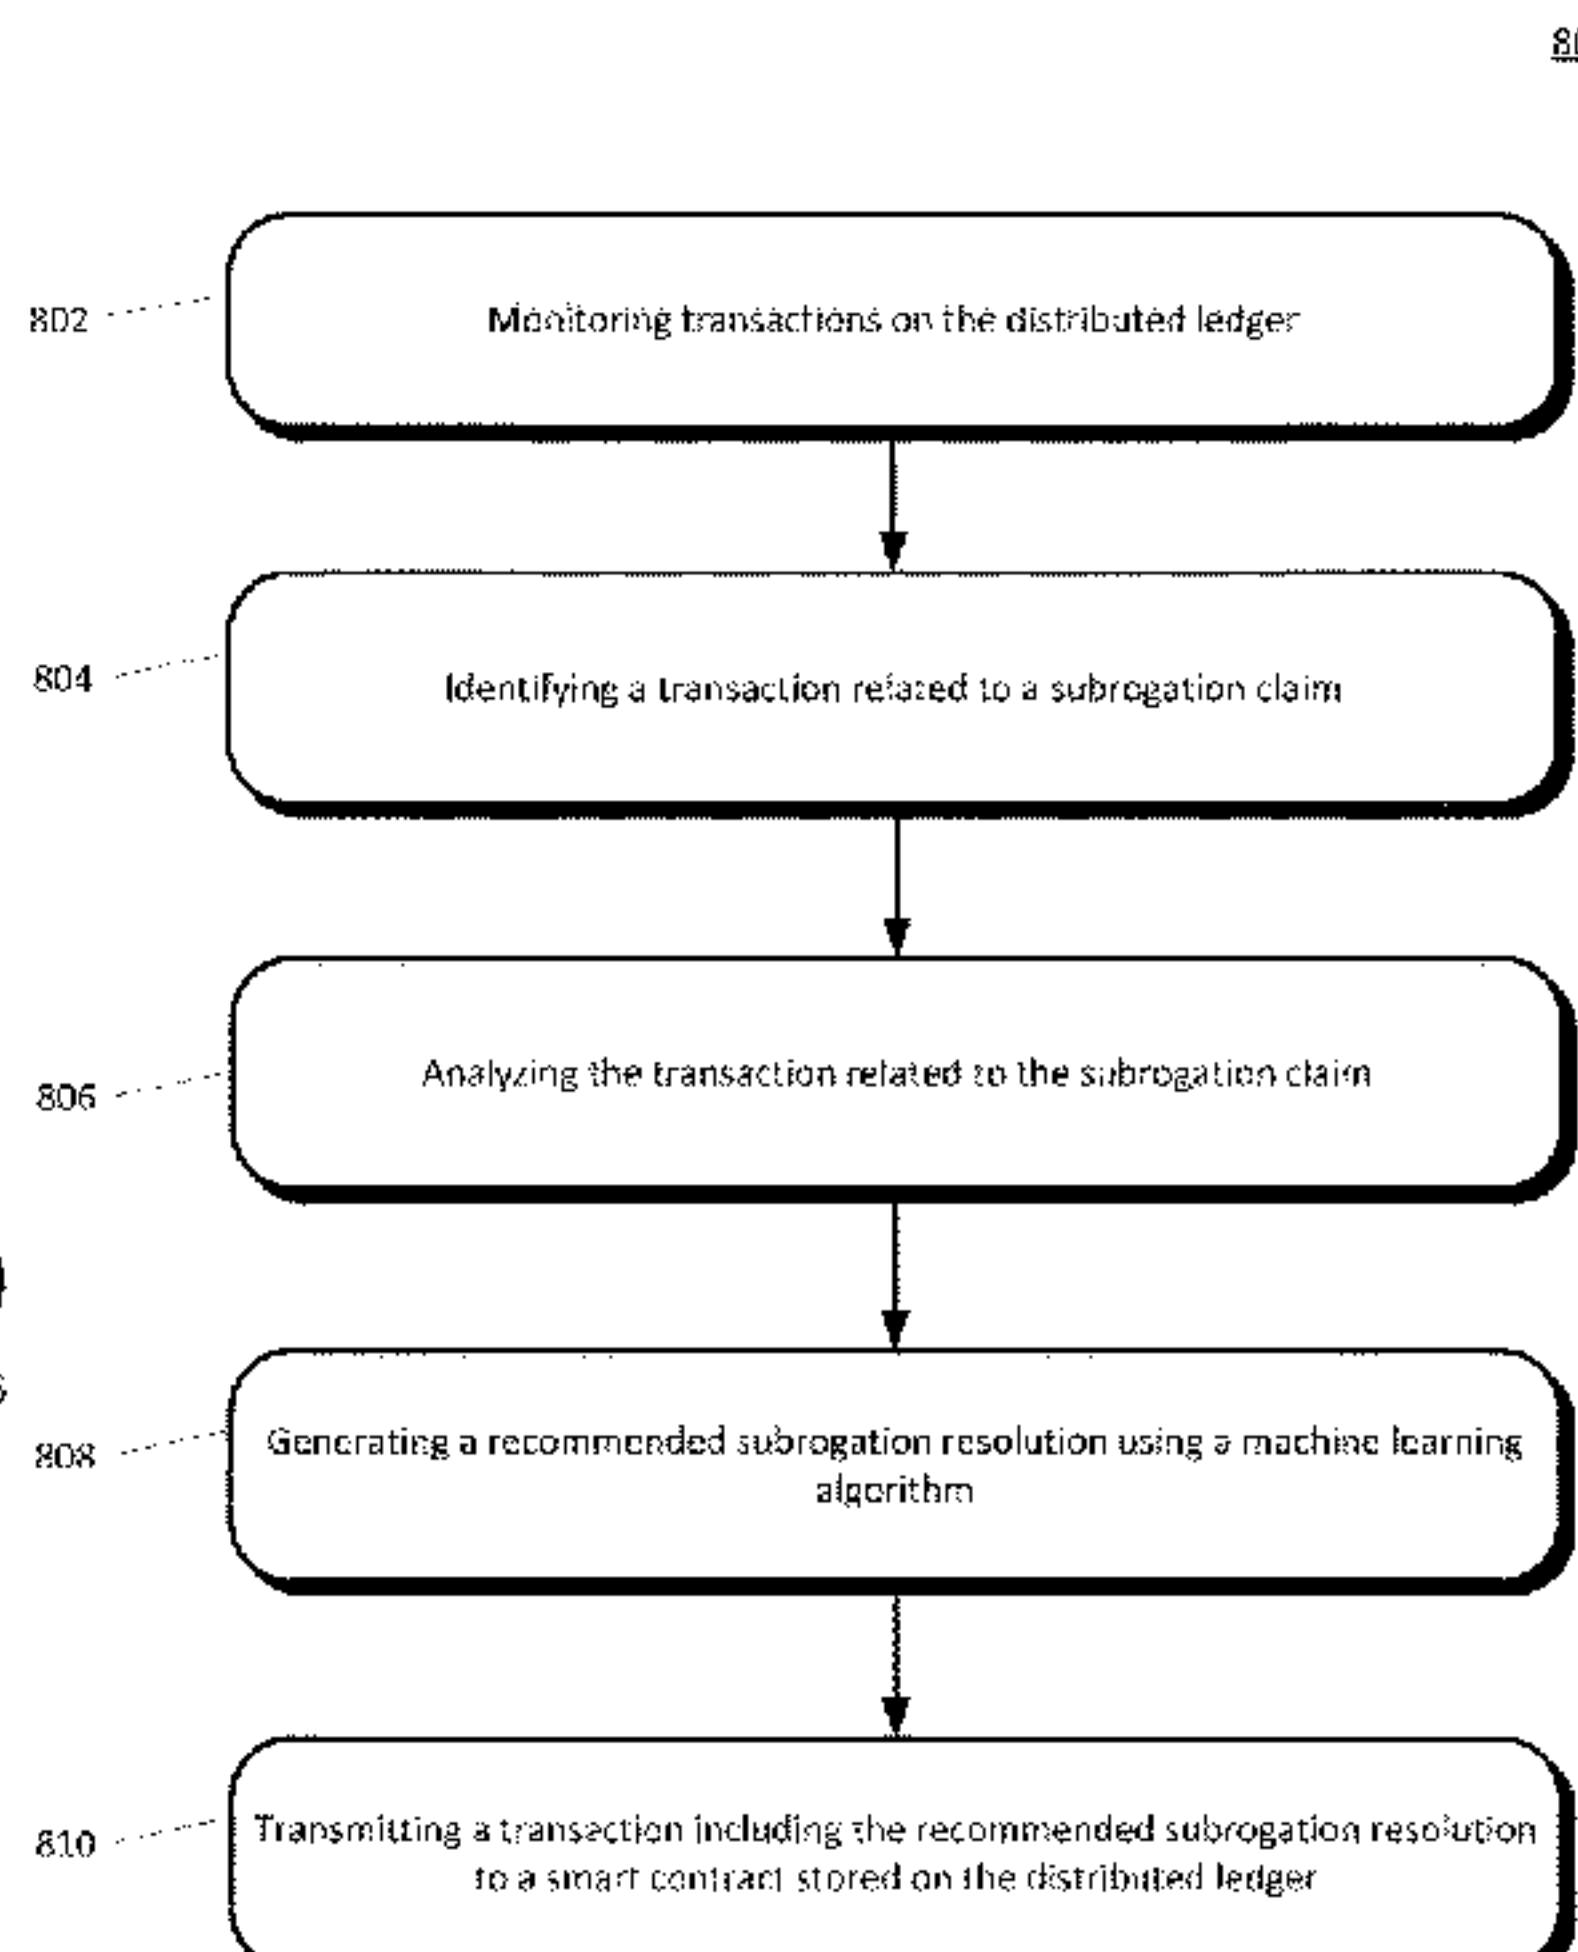 802
Monitoring transactions on the distributed ledger
804
Identifying a transaction related to a subrogation claim
806
Analyzing the transaction related to the subrogation claim
808
Generating a recommended subrogation resolution using a machine learning
algorithm
810
Transmitting a transaction including the recommended subrogation resolution
to a smart contract stored on the distributed ledger